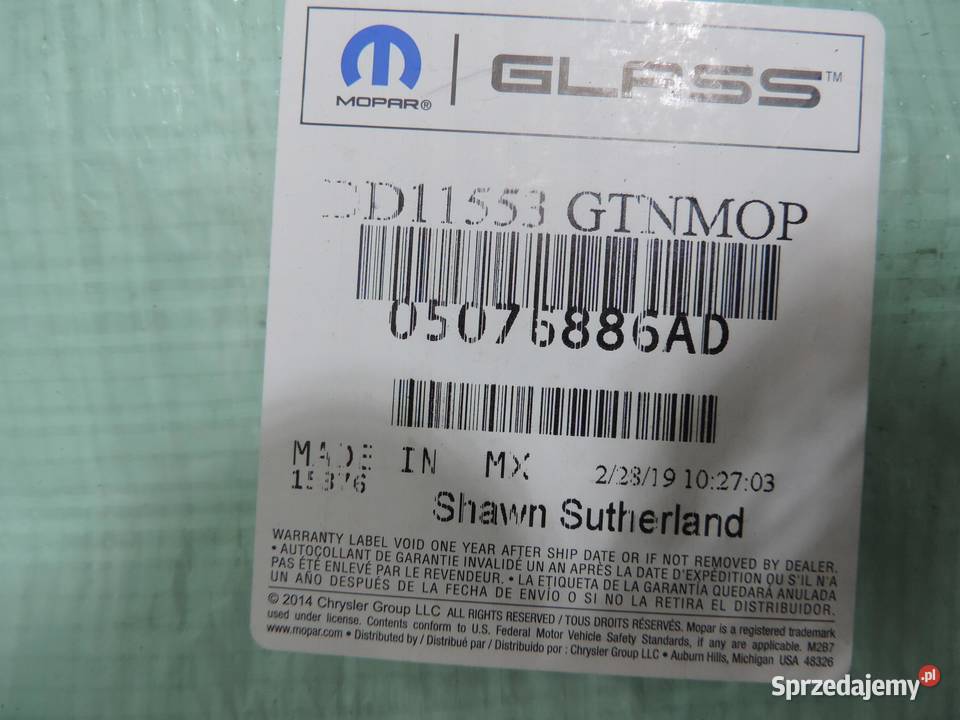 MOPAR® GLASS™
DD11553 GTNMOP
05076886AD
MADE IN MX 2/28/19 10:27:03
15876
Shawn Sutherland
WARRANTY LABEL VOID ONE YEAR AFTER SHIP DATE OR IF NOT REMOVED BY DEALER.
• AUTOCOLLANT DE GARANTIE INVALIDÉ UN AN APRÈS LA DATE D'EXPÉDITION OU S'IL N'A
PAS ÉTÉ ENLEVÉ PAR LE REVENDEUR. • LA ETIQUETA DE LA GARANTÍA QUEDARÁ ANULADA
UN AÑO DESPUÉS DE LA FECHA DE ENVÍO O SI NO LA RETIRA EL DISTRIBUIDOR.
© 2014 Chrysler Group LLC ALL RIGHTS RESERVED / TOUS DROITS RÉSERVÉS. Mopar is a registered trademark
used under license. Contents conform to U.S. Federal Motor Vehicle Safety Standards, if any are applicable. M2B7
www.mopar.com • Distributed by / Distribué par / Distribuido por : Chrysler Group LLC • Auburn Hills, Michigan USA 48326
Sprzedajemy.pl